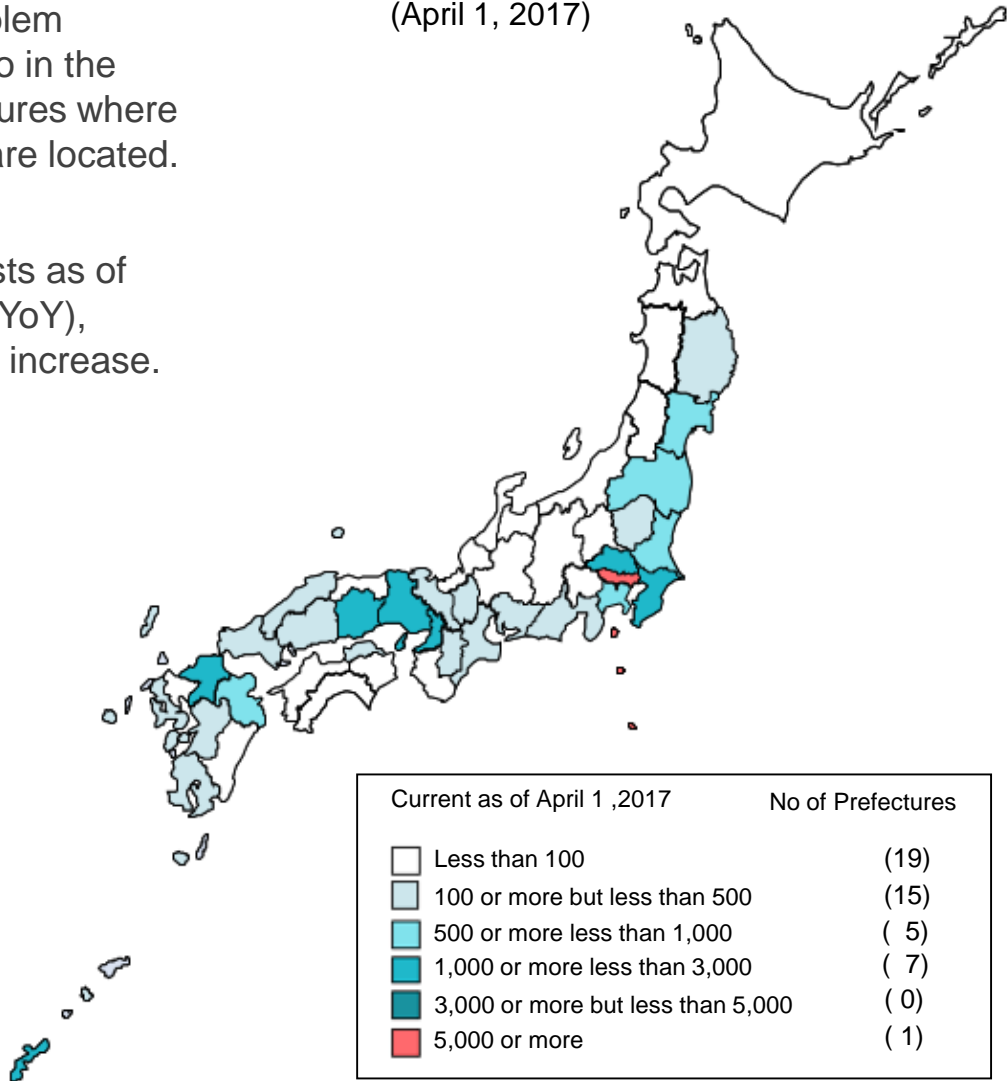 olem
o in the
ures where
are located.
sts as of
YoY),
increase.
(April 1, 2017)
Current as of April 1 ,2017 No of Prefectures
Less than 100 (19)
100 or more but less than 500 (15)
500 or more less than 1,000 ( 5)
1,000 or more less than 3,000 ( 7)
3,000 or more but less than 5,000 ( 0)
5,000 or more ( 1)